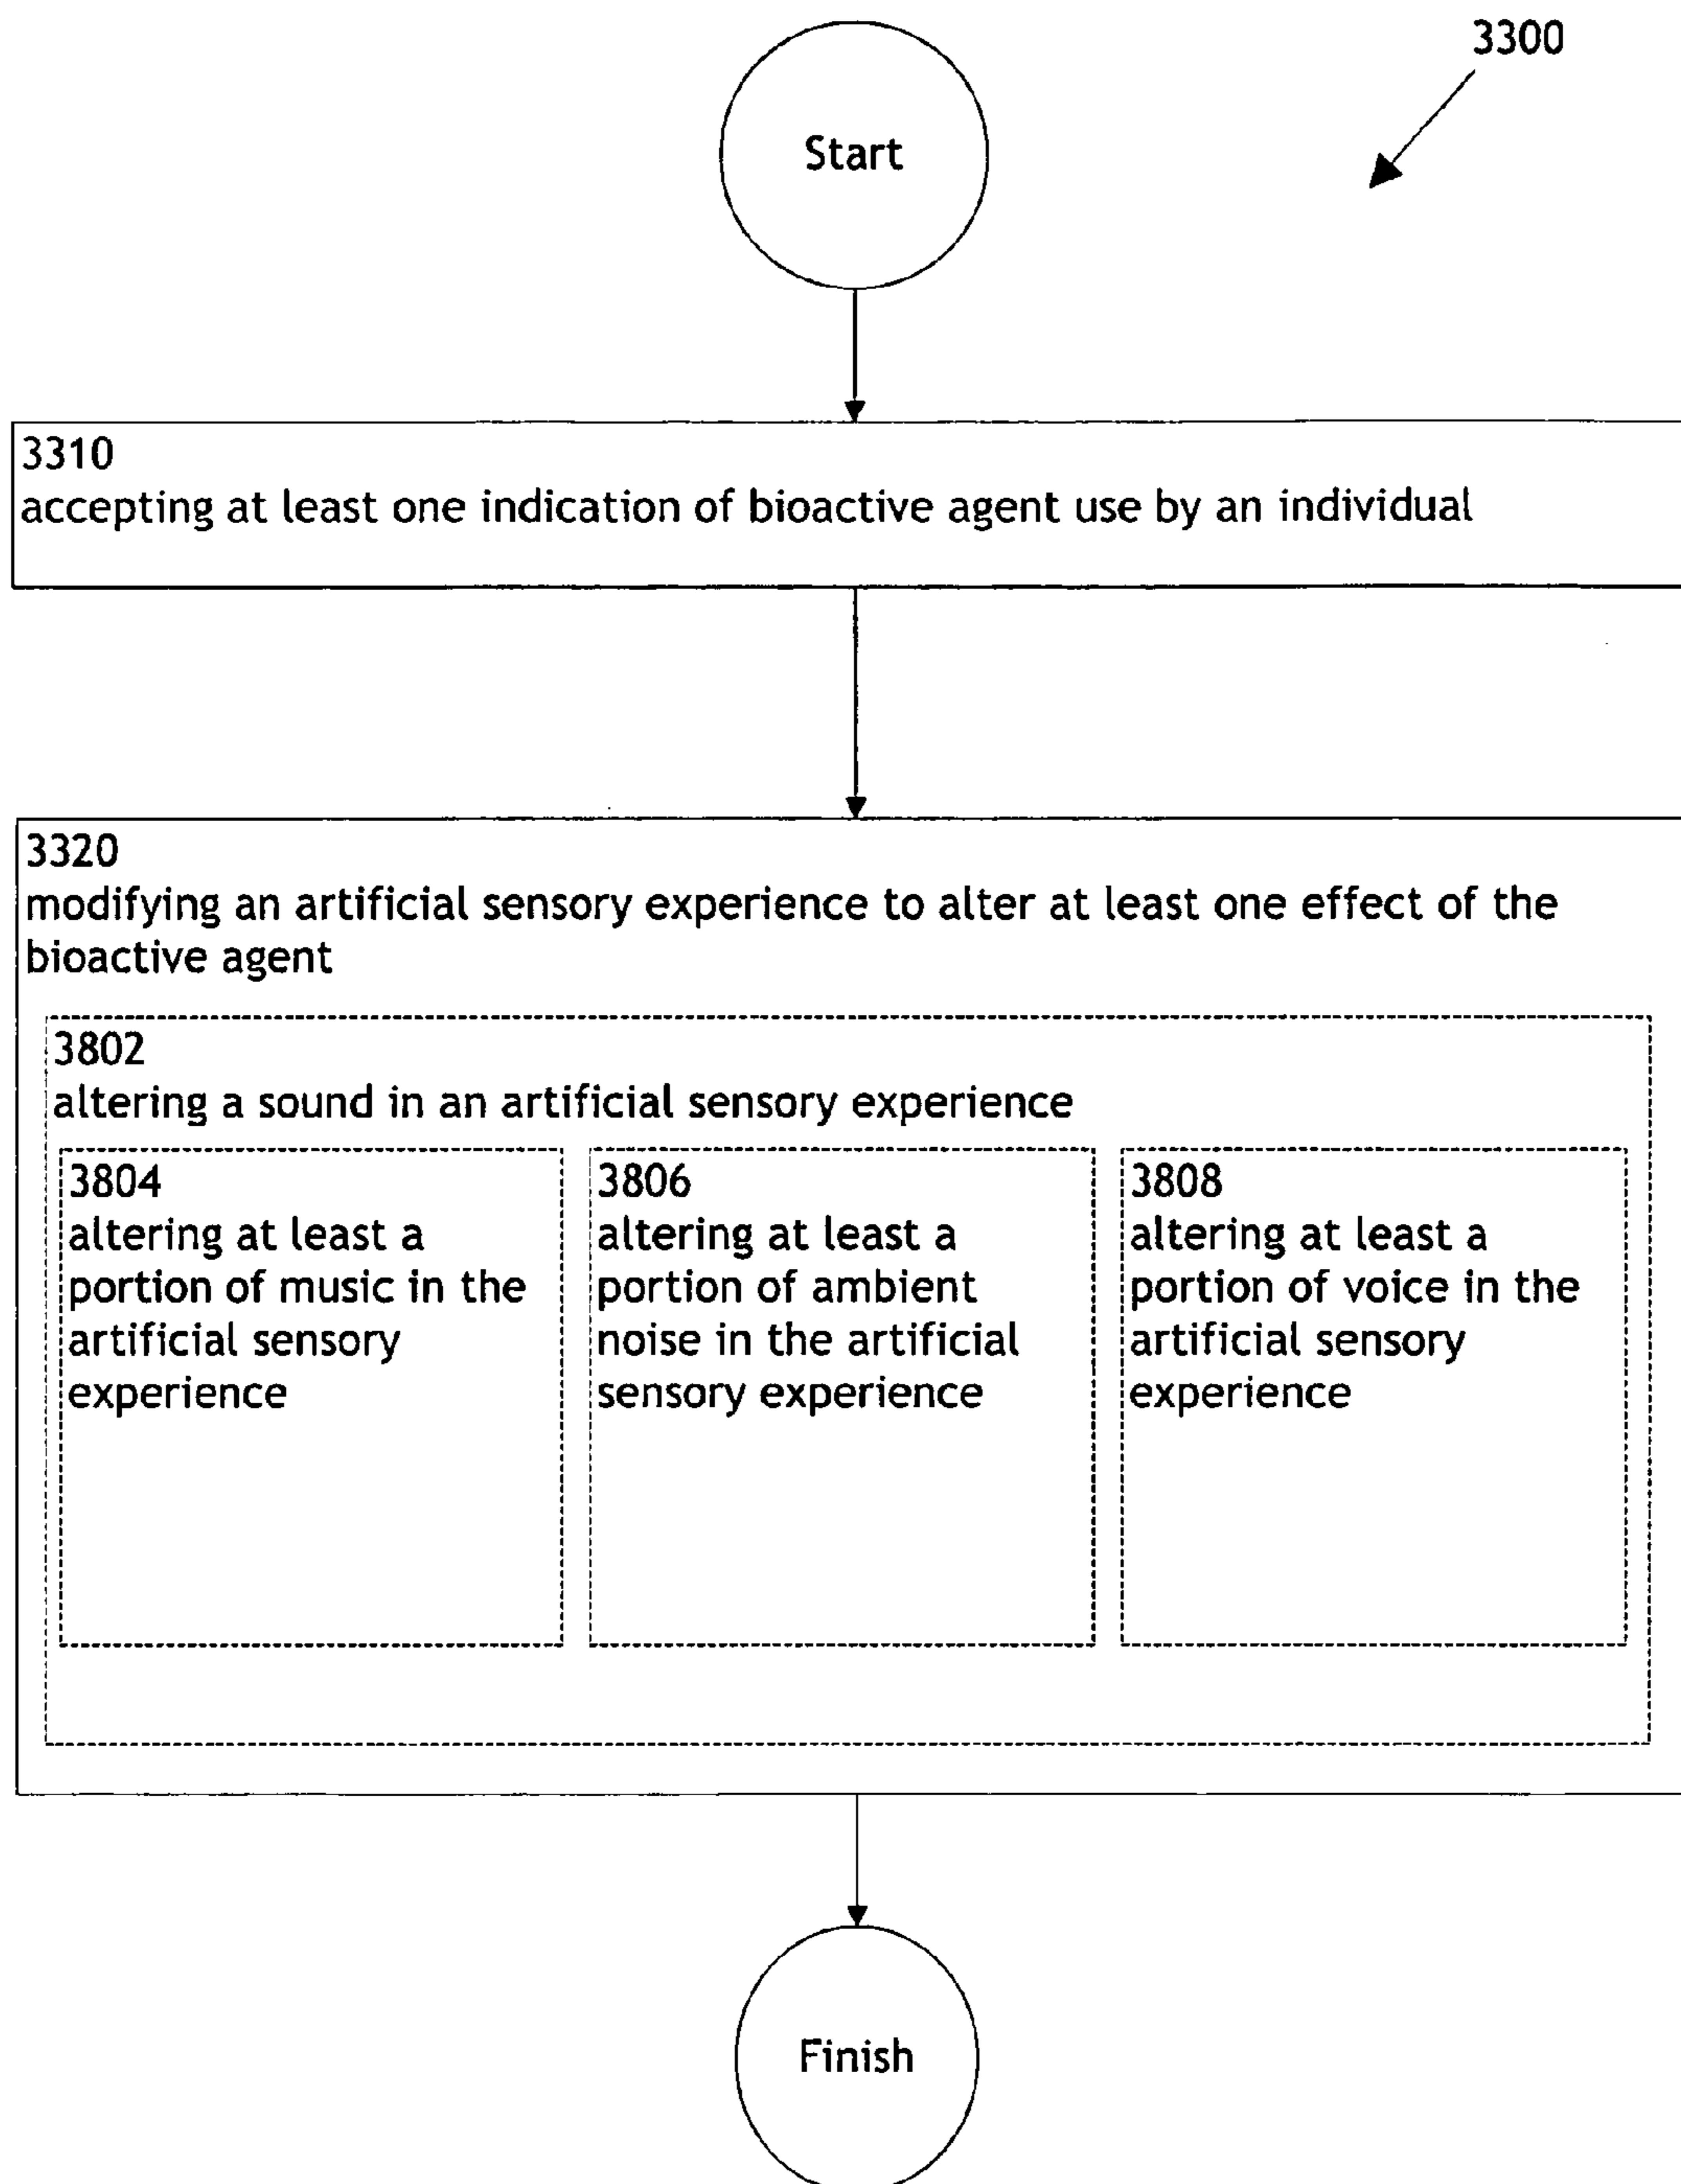 3300
Start
3310
accepting at least one indication of bioactive agent use by an individual
3320
modifying an artificial sensory experience to alter at least one effect of the
bioactive agent
3802
altering a sound in an artificial sensory experience
3804
altering at least a
portion of music in the
artificial sensory
experience
3806
altering at least a
portion of ambient
noise in the artificial
sensory experience
3808
altering at least a
portion of voice in the
artificial sensory
experience
Finish